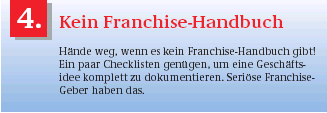 4. Kein Franchise-Handbuch
Hände weg, wenn es kein Franchise-Handbuch gibt!
Ein paar Checklisten genügen, um eine Geschäfts-
idee komplett zu dokumentieren. Seriöse Franchise-
Geber haben das.